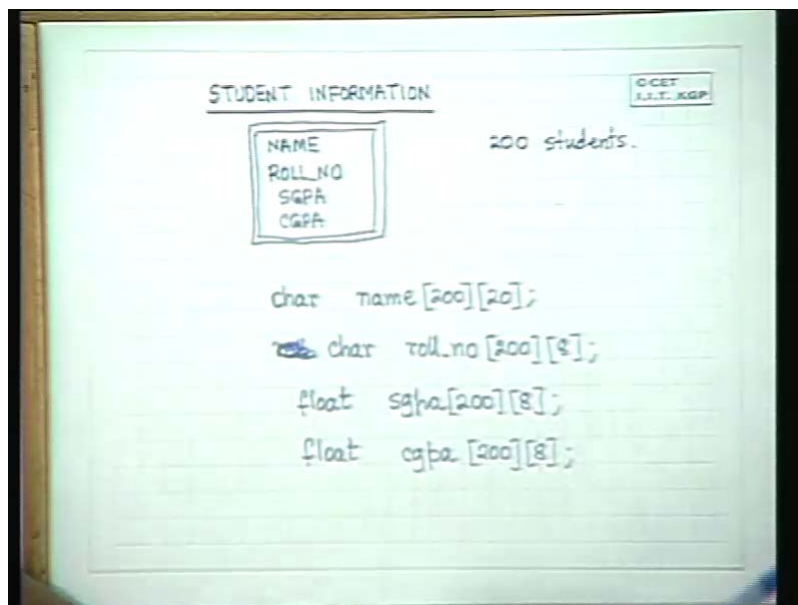 STUDENT INFORMATION
CCET
I.I.T. KGP
NAME
ROLL_NO
SGPA
CGPA
200 students.
char name[200][20];
char roll_no[200][8];
float sgpa[200][8];
float cgpa[200][8];